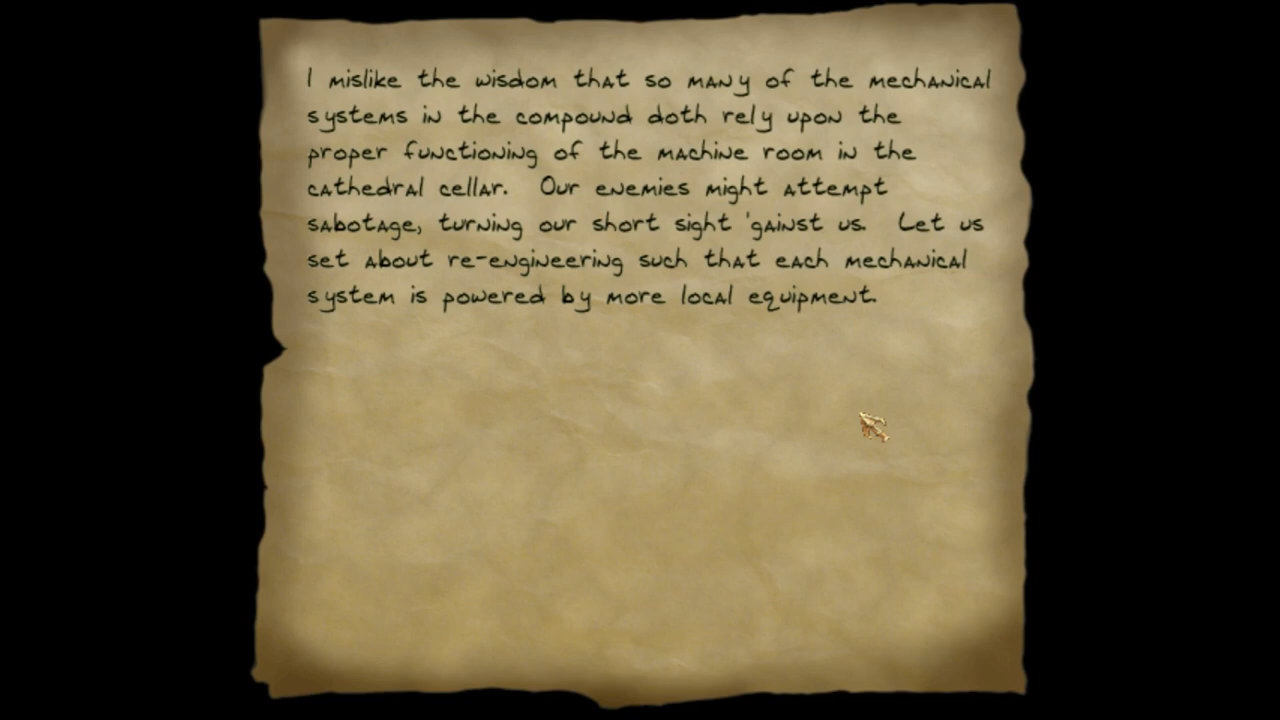 I mislike the wisdom that so many of the mechanical
systems in the compound doth rely upon the
proper functioning of the machine room in the
cathedral cellar.  Our enemies might attempt
sabotage, turning our short sight 'gainst us.  Let us
set about re-engineering such that each mechanical
system is powered by more local equipment.